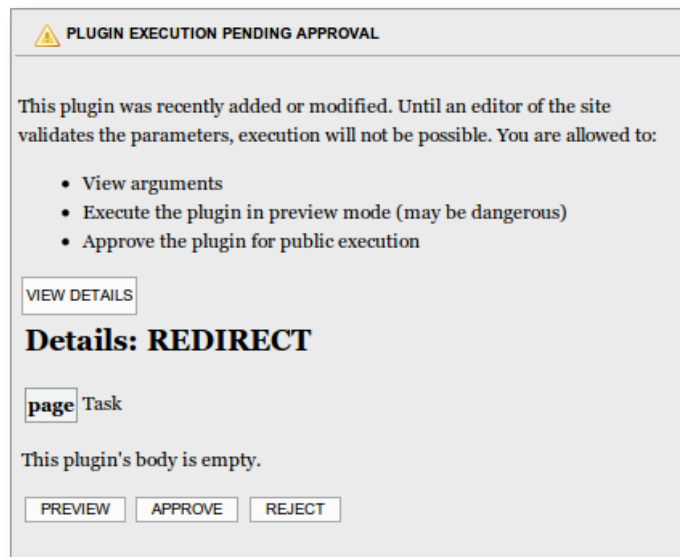 PLUGIN EXECUTION PENDING APPROVAL
This plugin was recently added or modified. Until an editor of the site
validates the parameters, execution will not be possible. You are allowed to:
• View arguments
• Execute the plugin in preview mode (may be dangerous)
• Approve the plugin for public execution
VIEW DETAILS
Details: REDIRECT
page Task
This plugin's body is empty.
PREVIEW APPROVE REJECT